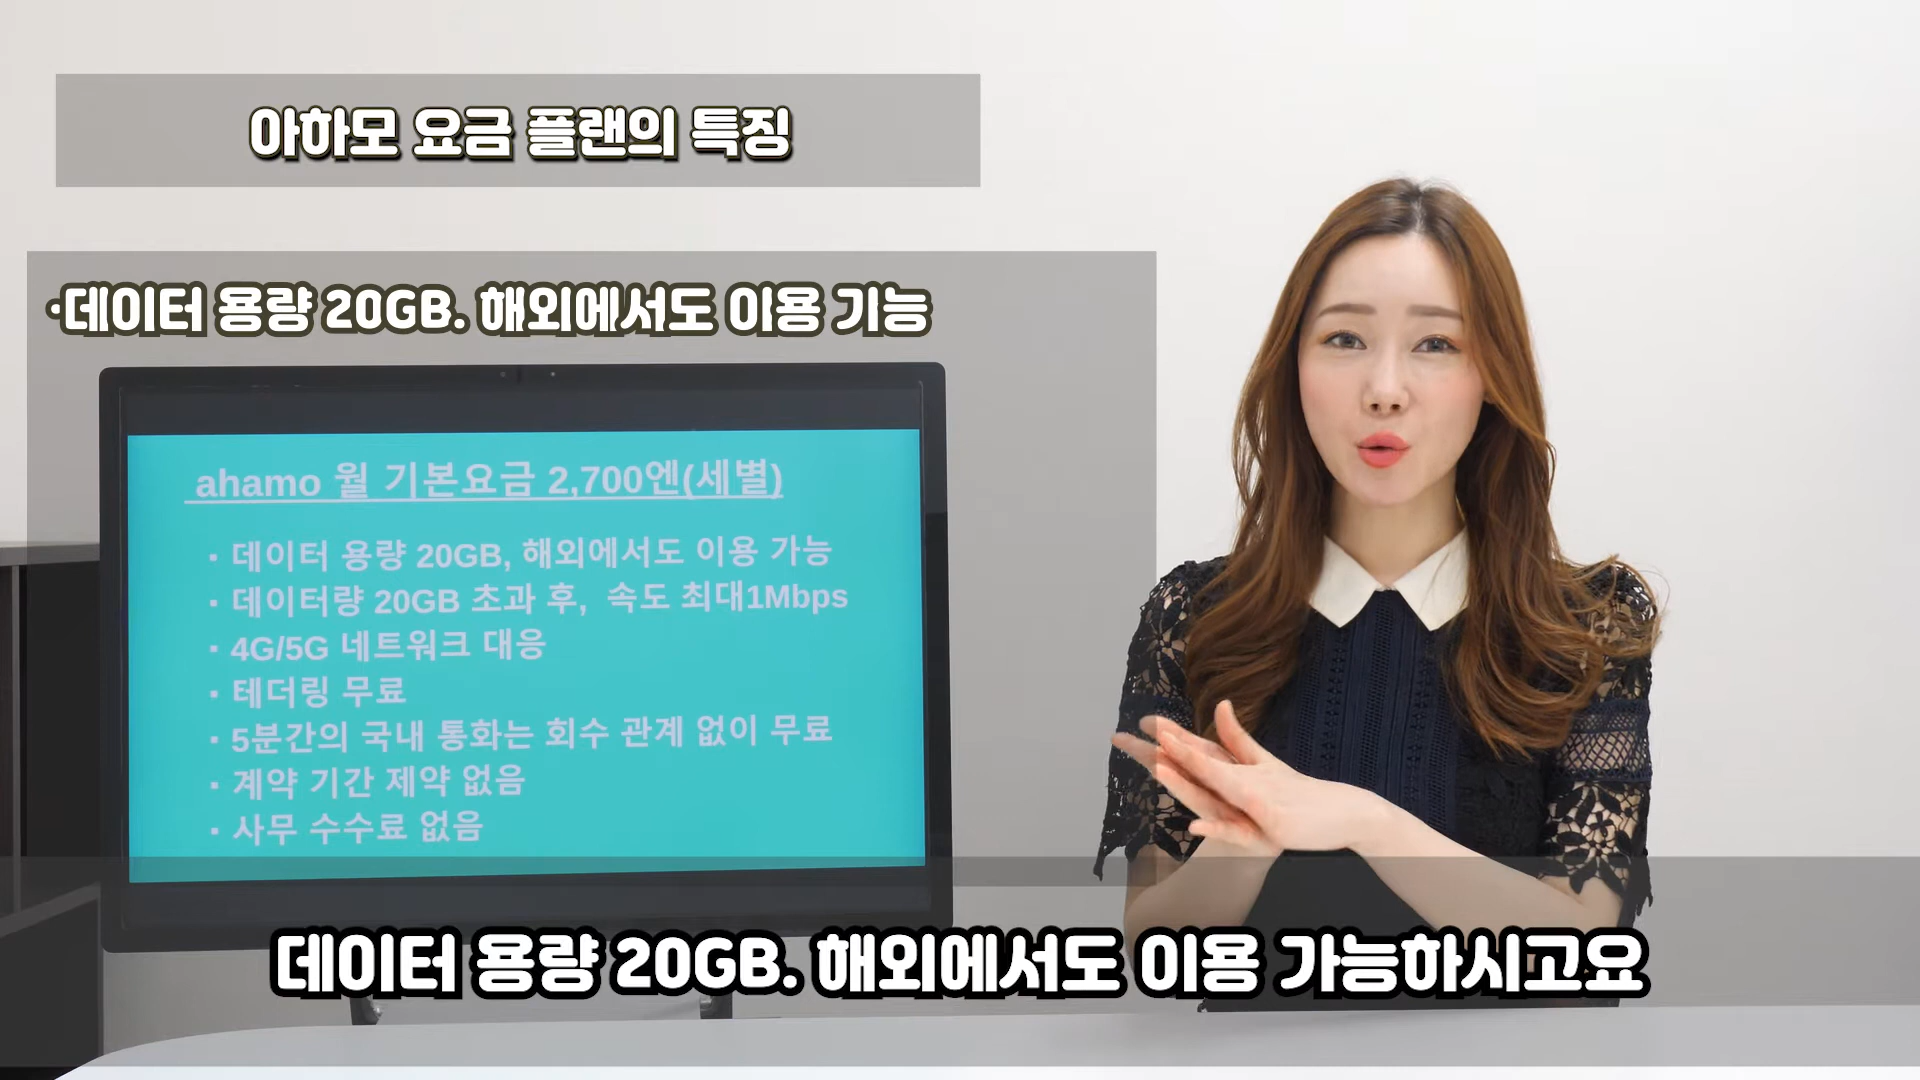 아하모 요금 플랜의 특징
·데이터 용량 20GB. 해외에서도 이용 가능
ahamo 월 기본요금 2,700엔(세별)
· 데이터 용량 20GB, 해외에서도 이용 가능
· 데이터량 20GB 초과 후, 속도 최대1Mbps
· 4G/5G 네트워크 대응
· 테더링 무료
· 5분간의 국내 통화는 회수 관계 없이 무료
· 계약 기간 제약 없음
· 사무 수수료 없음
데이터 용량 20GB. 해외에서도 이용 가능하시고요